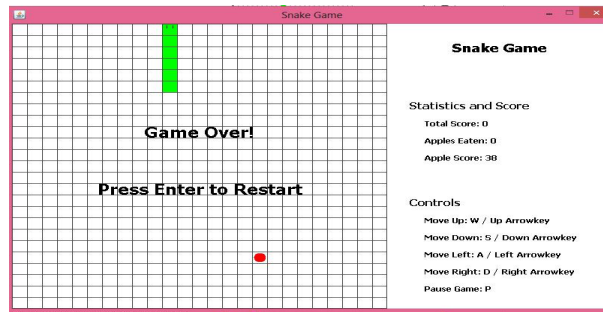 Snake Game
Snake Game
Game Over!
Press Enter to Restart
Statistics and Score
Total Score: 0
Apples Eaten: 0
Apple Score: 38
Controls
Move Up: W / Up Arrowkey
Move Down: S / Down Arrowkey
Move Left: A / Left Arrowkey
Move Right: D / Right Arrowkey
Pause Game: P